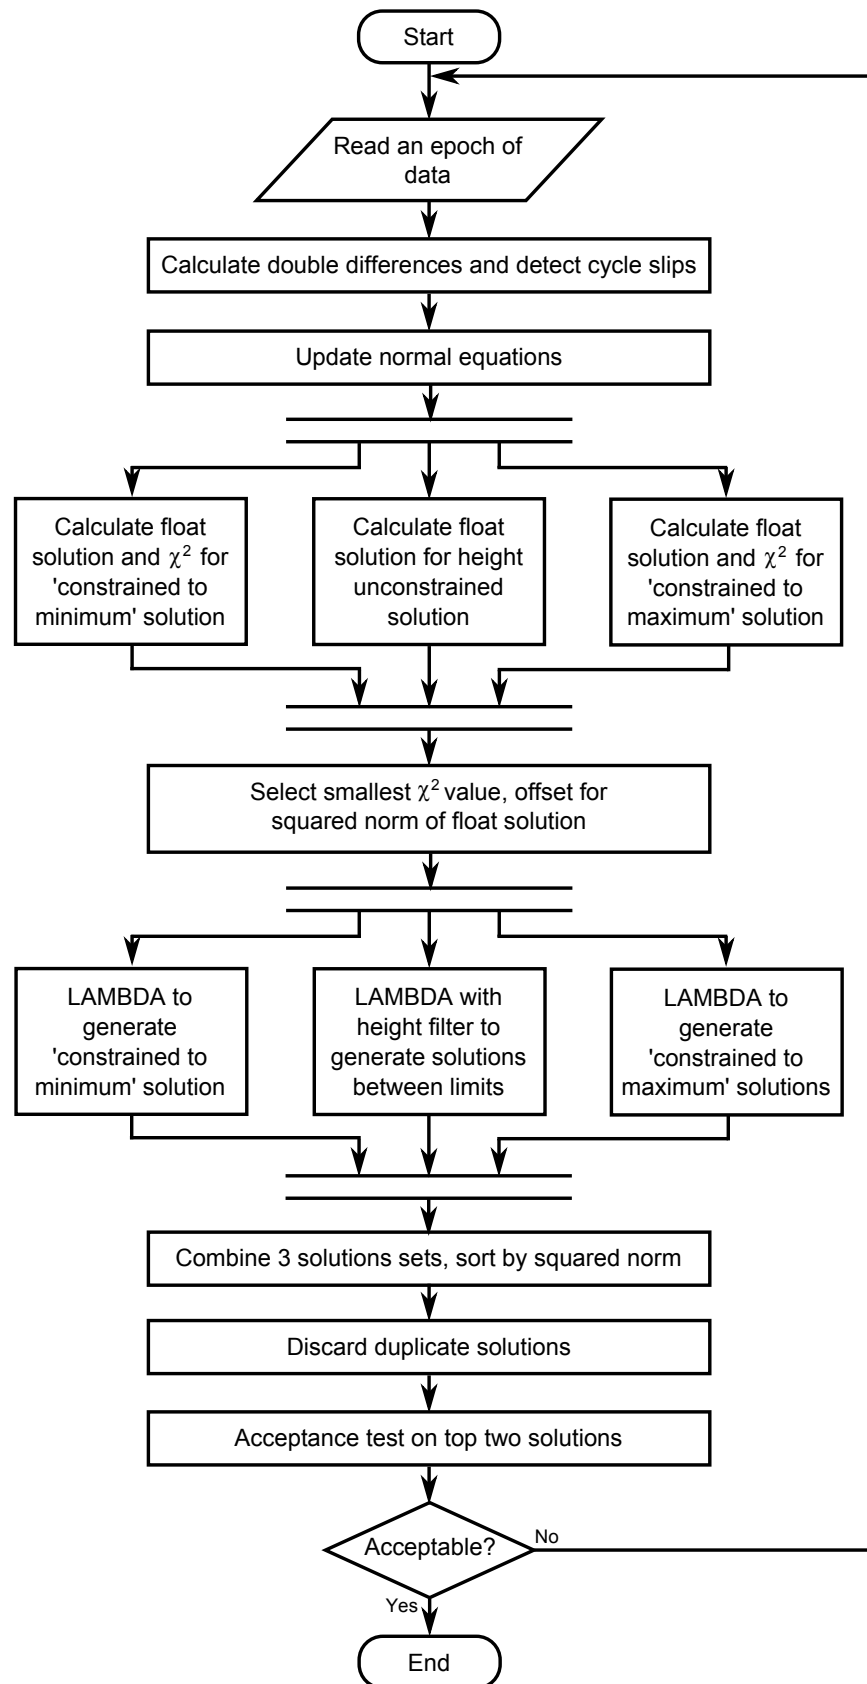 Start
Read an epoch of
data
Calculate double differences and detect cycle slips
Update normal equations
Calculate float
solution and χ² for
'constrained to
minimum' solution
Calculate float
solution for height
unconstrained
solution
Calculate float
solution and χ² for
'constrained to
maximum' solution
Select smallest χ² value, offset for
squared norm of float solution
LAMBDA to
generate
'constrained to
minimum' solution
LAMBDA with
height filter to
generate solutions
between limits
LAMBDA to
generate
'constrained to
maximum' solutions
Combine 3 solutions sets, sort by squared norm
Discard duplicate solutions
Acceptance test on top two solutions
Acceptable?
No
Yes
End